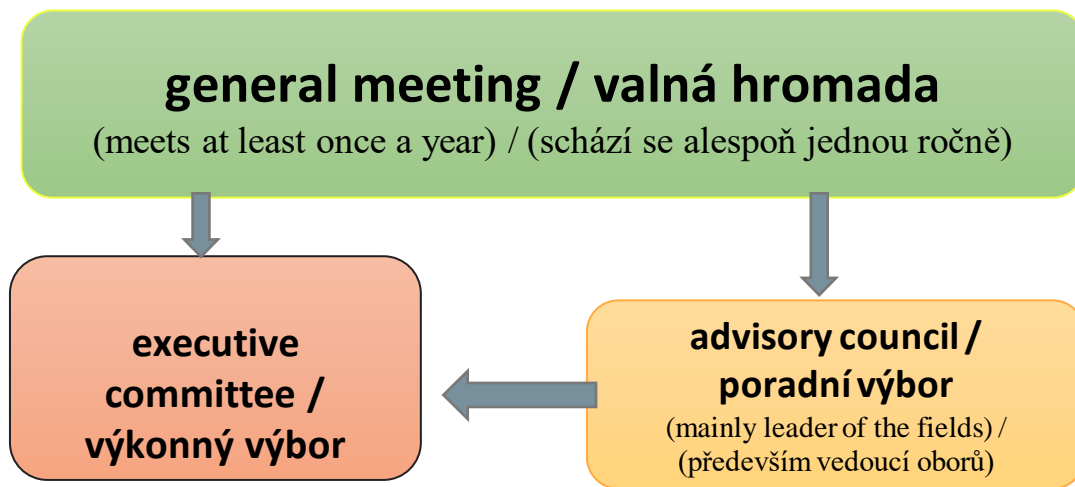 general meeting / valná hromada
(meets at least once a year) / (schází se alespoň jednou ročně)
executive
committee /
výkonný výbor
advisory council /
poradní výbor
(mainly leader of the fields) /
(především vedoucí oborů)